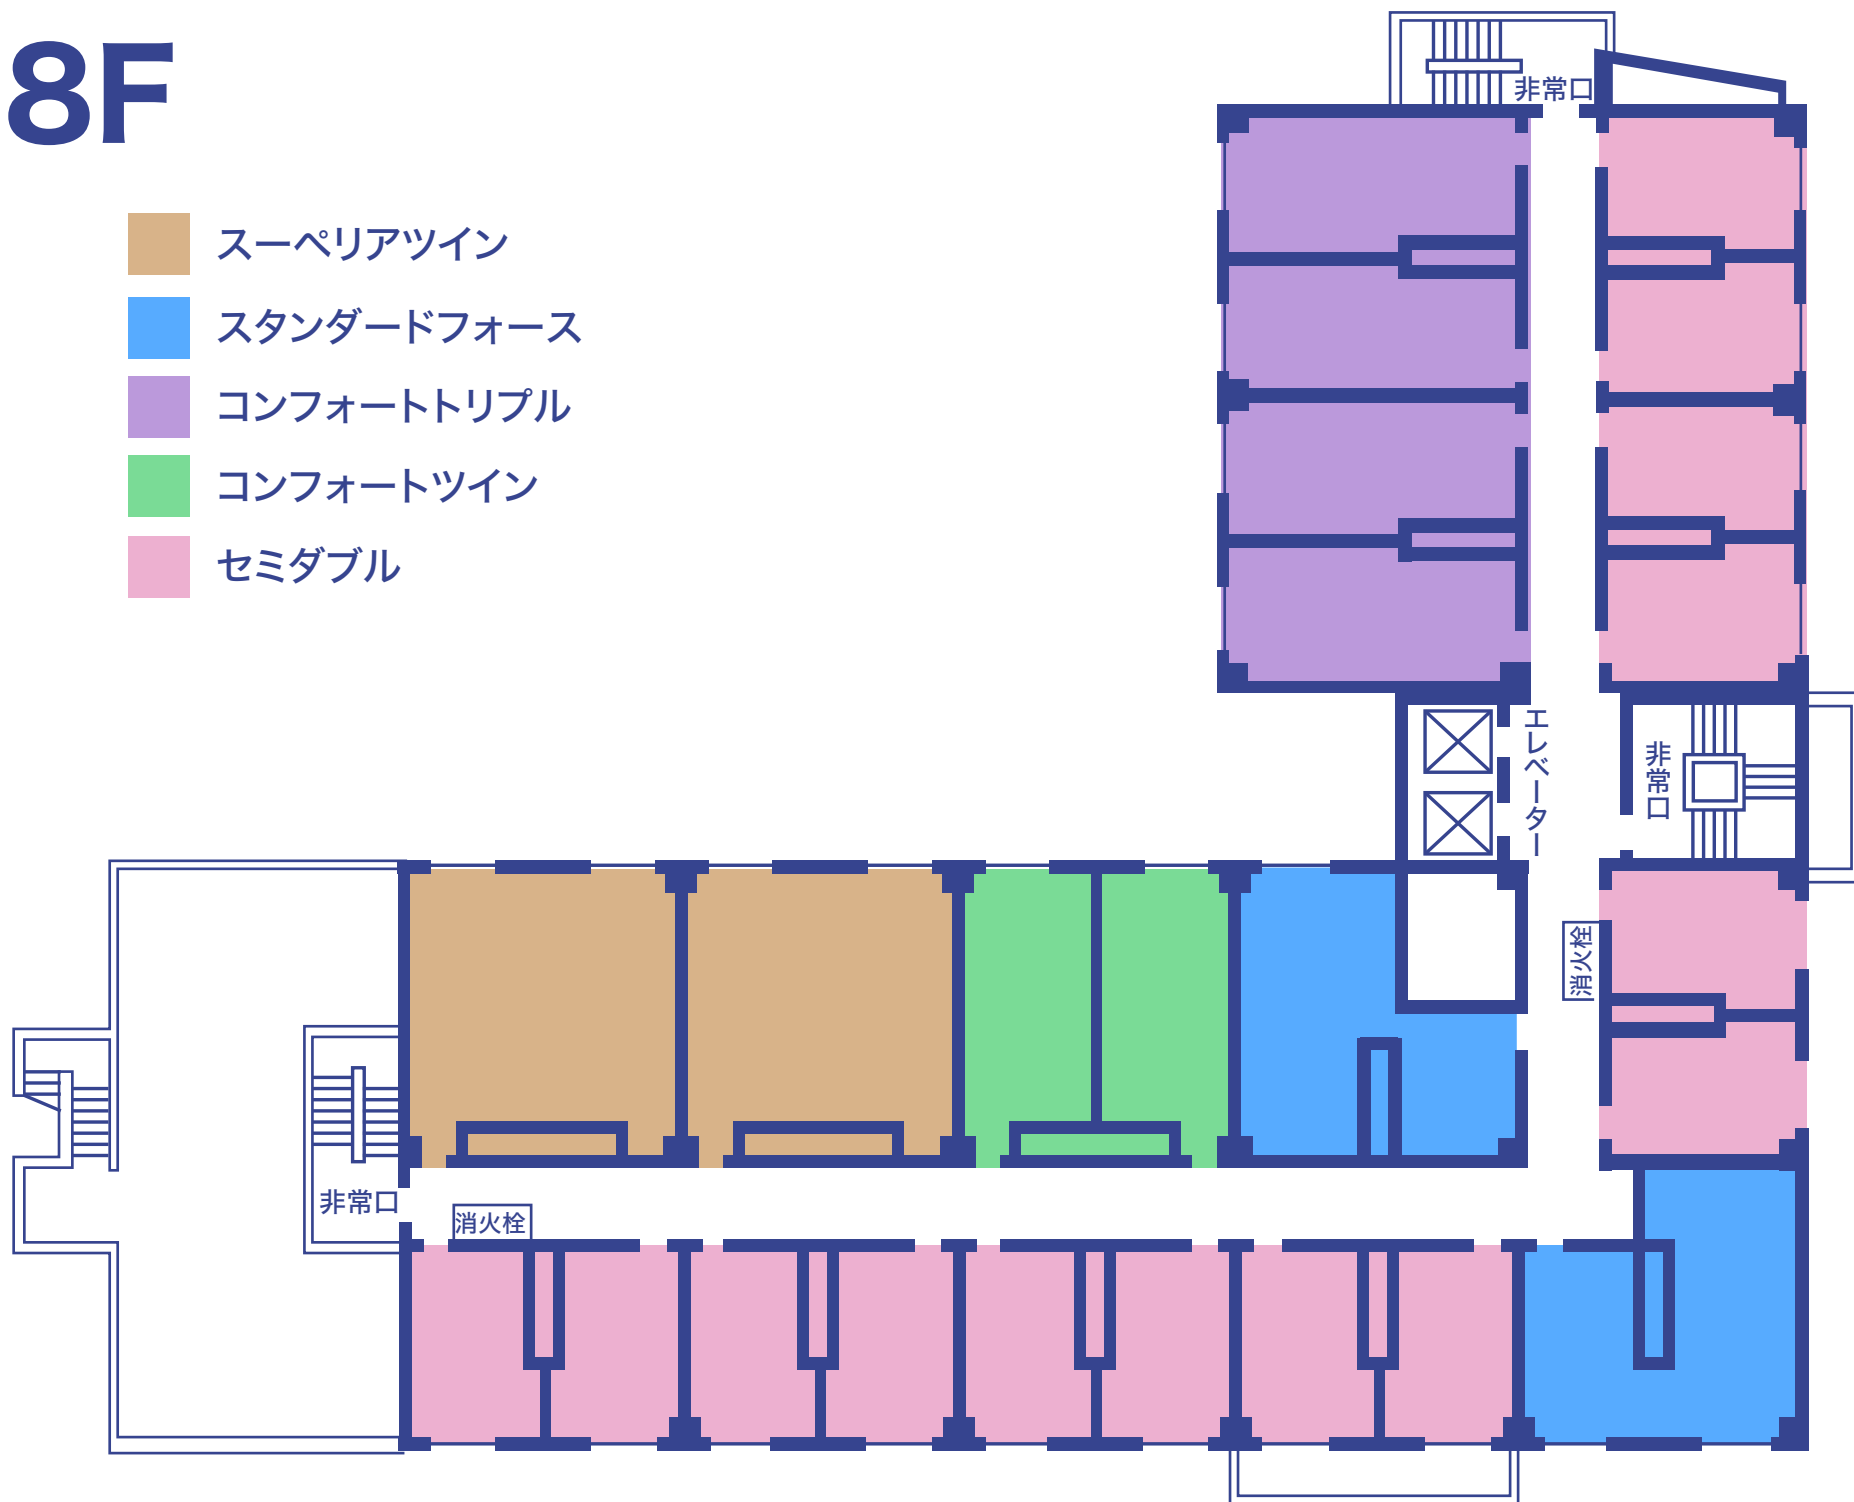 8F
スーペリアツイン
スタンダードフォース
コンフォートトリプル
コンフォートツイン
セミダブル
非常口
エレベーター
非常口
消火栓
非常口
消火栓